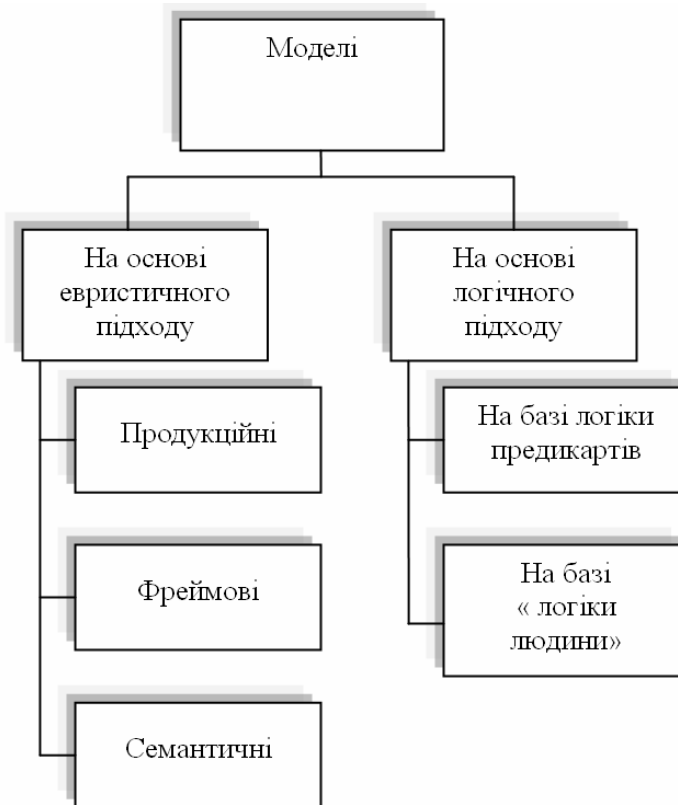 Моделі
На основі
евристичного
підходу
На основі
логічного
підходу
Продукційні
На базі логіки
предикартів
Фреймові
На базі
« логіки
людини»
Семантичні